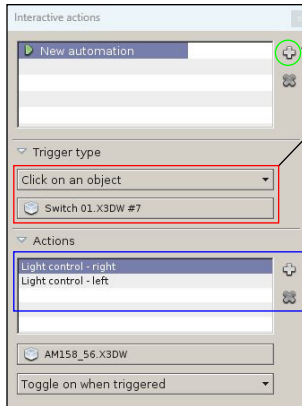 Interactive actions
New automation
Trigger type
Click on an object
Switch 01.X3DW #7
Actions
Light control - right
Light control - left
AM158_56.X3DW
Toggle on when triggered